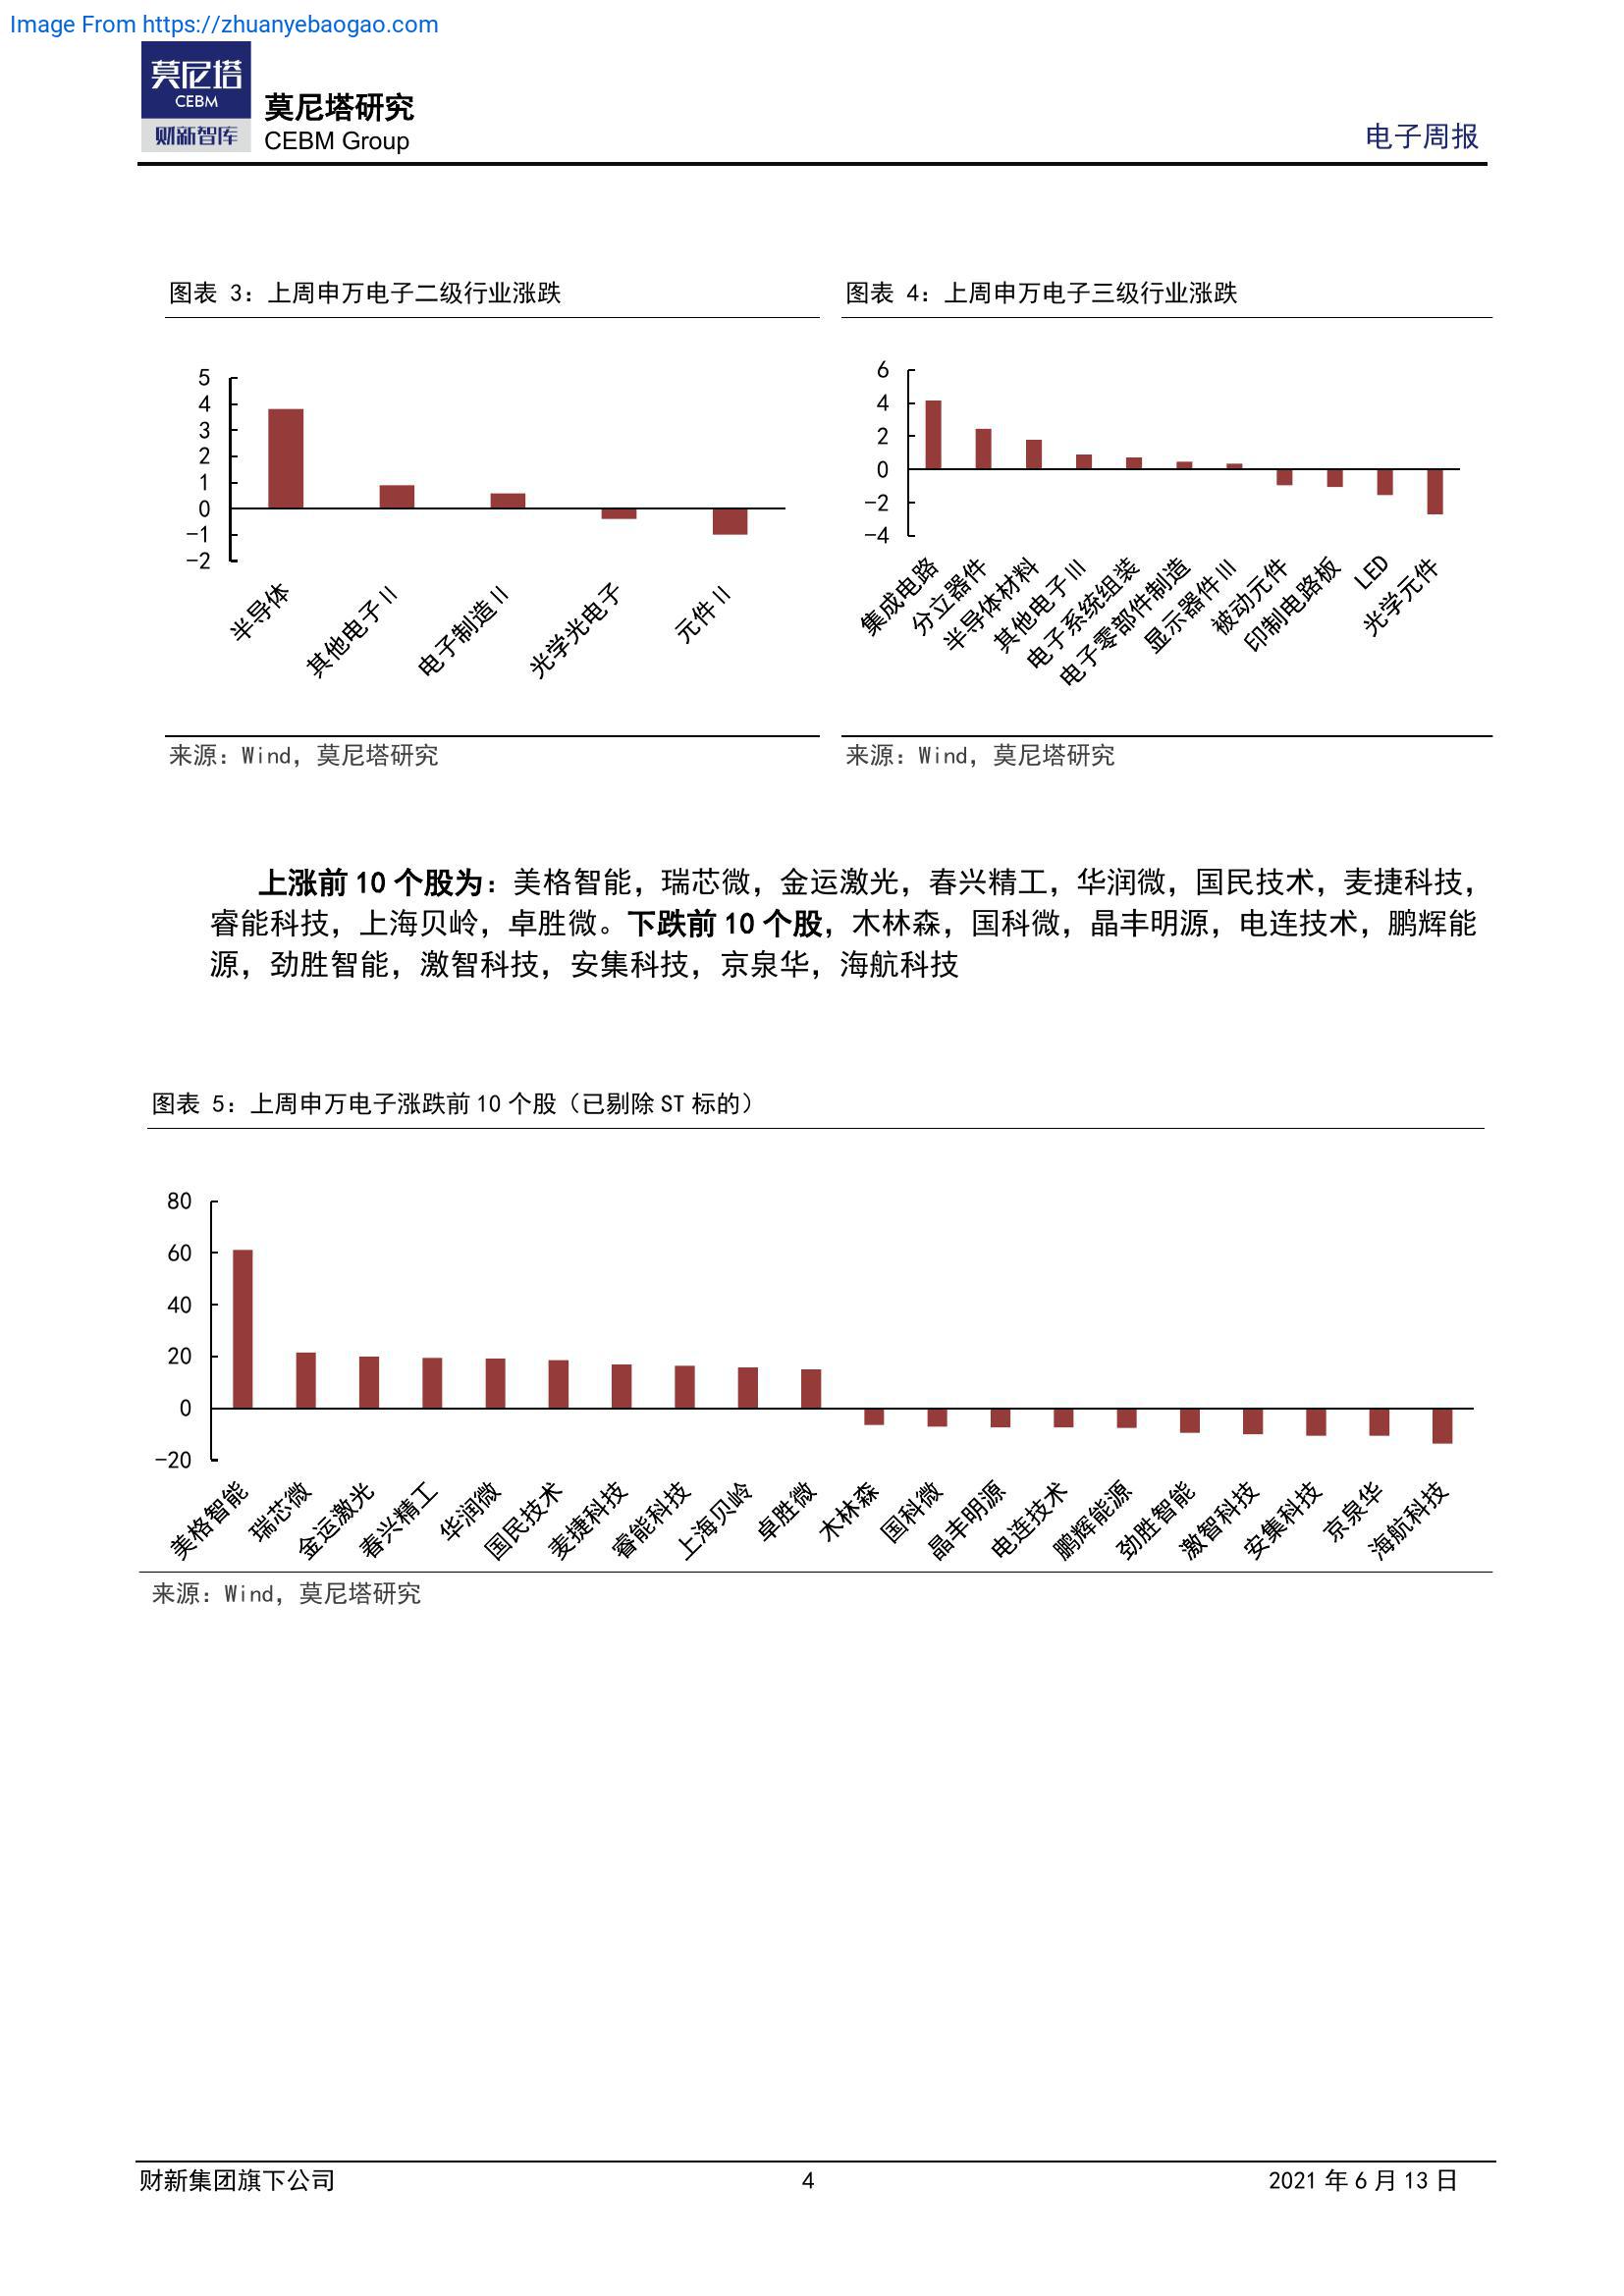 Image From https://zhuanyebaogao.com
莫尼塔
CEBM
财新智库
莫尼塔研究
CEBM Group
电子周报
图表 3：上周申万电子二级行业涨跌
5
4
3
2
1
0
-1
-2
半导体
其他电子Ⅱ
电子制造Ⅱ
光学光电子
元件Ⅱ
来源：Wind，莫尼塔研究
图表 4：上周申万电子三级行业涨跌
6
4
2
0
-2
-4
集成电路
分立器件
半导体材料
其他电子Ⅲ
电子系统组装
电子零部件制造
显示器件Ⅲ
被动元件
印制电路板
LED
光学元件
来源：Wind，莫尼塔研究
上涨前 10 个股为：美格智能，瑞芯微，金运激光，春兴精工，华润微，国民技术，麦捷科技，
睿能科技，上海贝岭，卓胜微。下跌前 10 个股，木林森，国科微，晶丰明源，电连技术，鹏辉能
源，劲胜智能，激智科技，安集科技，京泉华，海航科技
图表 5：上周申万电子涨跌前 10 个股（已剔除 ST 标的）
80
60
40
20
0
-20
美格智能
瑞芯微
金运激光
春兴精工
华润微
国民技术
麦捷科技
睿能科技
上海贝岭
卓胜微
木林森
国科微
晶丰明源
电连技术
鹏辉能源
劲胜智能
激智科技
安集科技
京泉华
海航科技
来源：Wind，莫尼塔研究
财新集团旗下公司
4
2021 年 6 月 13 日